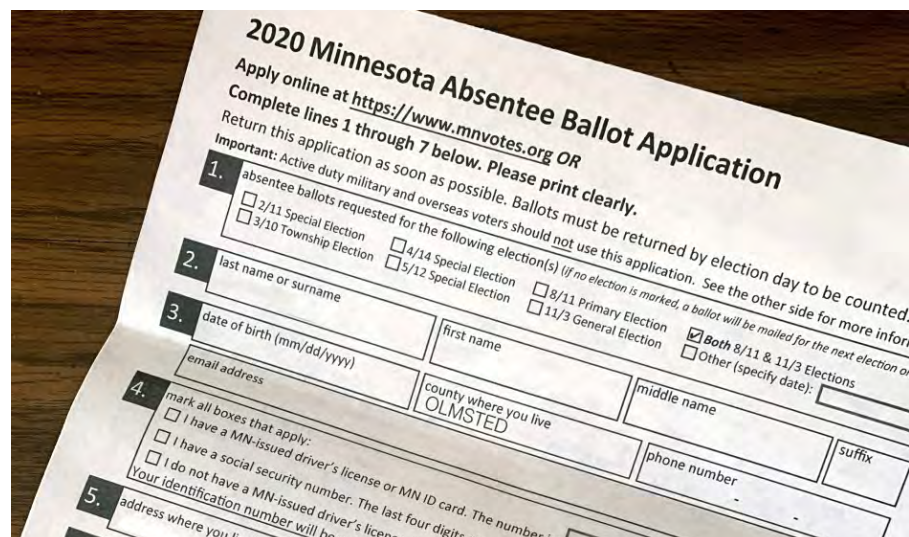 2020 Minnesota Absentee Ballot Application
Apply online at https://www.mnvotes.org OR
Complete lines 1 through 7 below. Please print clearly.
Return this application as soon as possible. Ballots must be returned by election day to be counted.
Important: Active duty military and overseas voters should not use this application. See the other side for more
1. absentee ballots requested for the following election(s) (if no election is marked, a ballot will be mailed for the next election
2/11 Special Election
3/10 Township Election
4/14 Special Election
5/12 Special Election
8/11 Primary Election
11/3 General Election
Both 8/11 & 11/3 Elections
Other (specify date):
2. last name or surname
first name
middle name
suffix
3. date of birth (mm/dd/yyyy)
county where you live
OLMSTED
phone number
- -
email address
4. mark all boxes that apply:
I have a MN-issued driver's license or MN ID card. The number
I have a social security number. The last four digits
I do not have a MN-issued driver's
Your identification number will
5. address where you